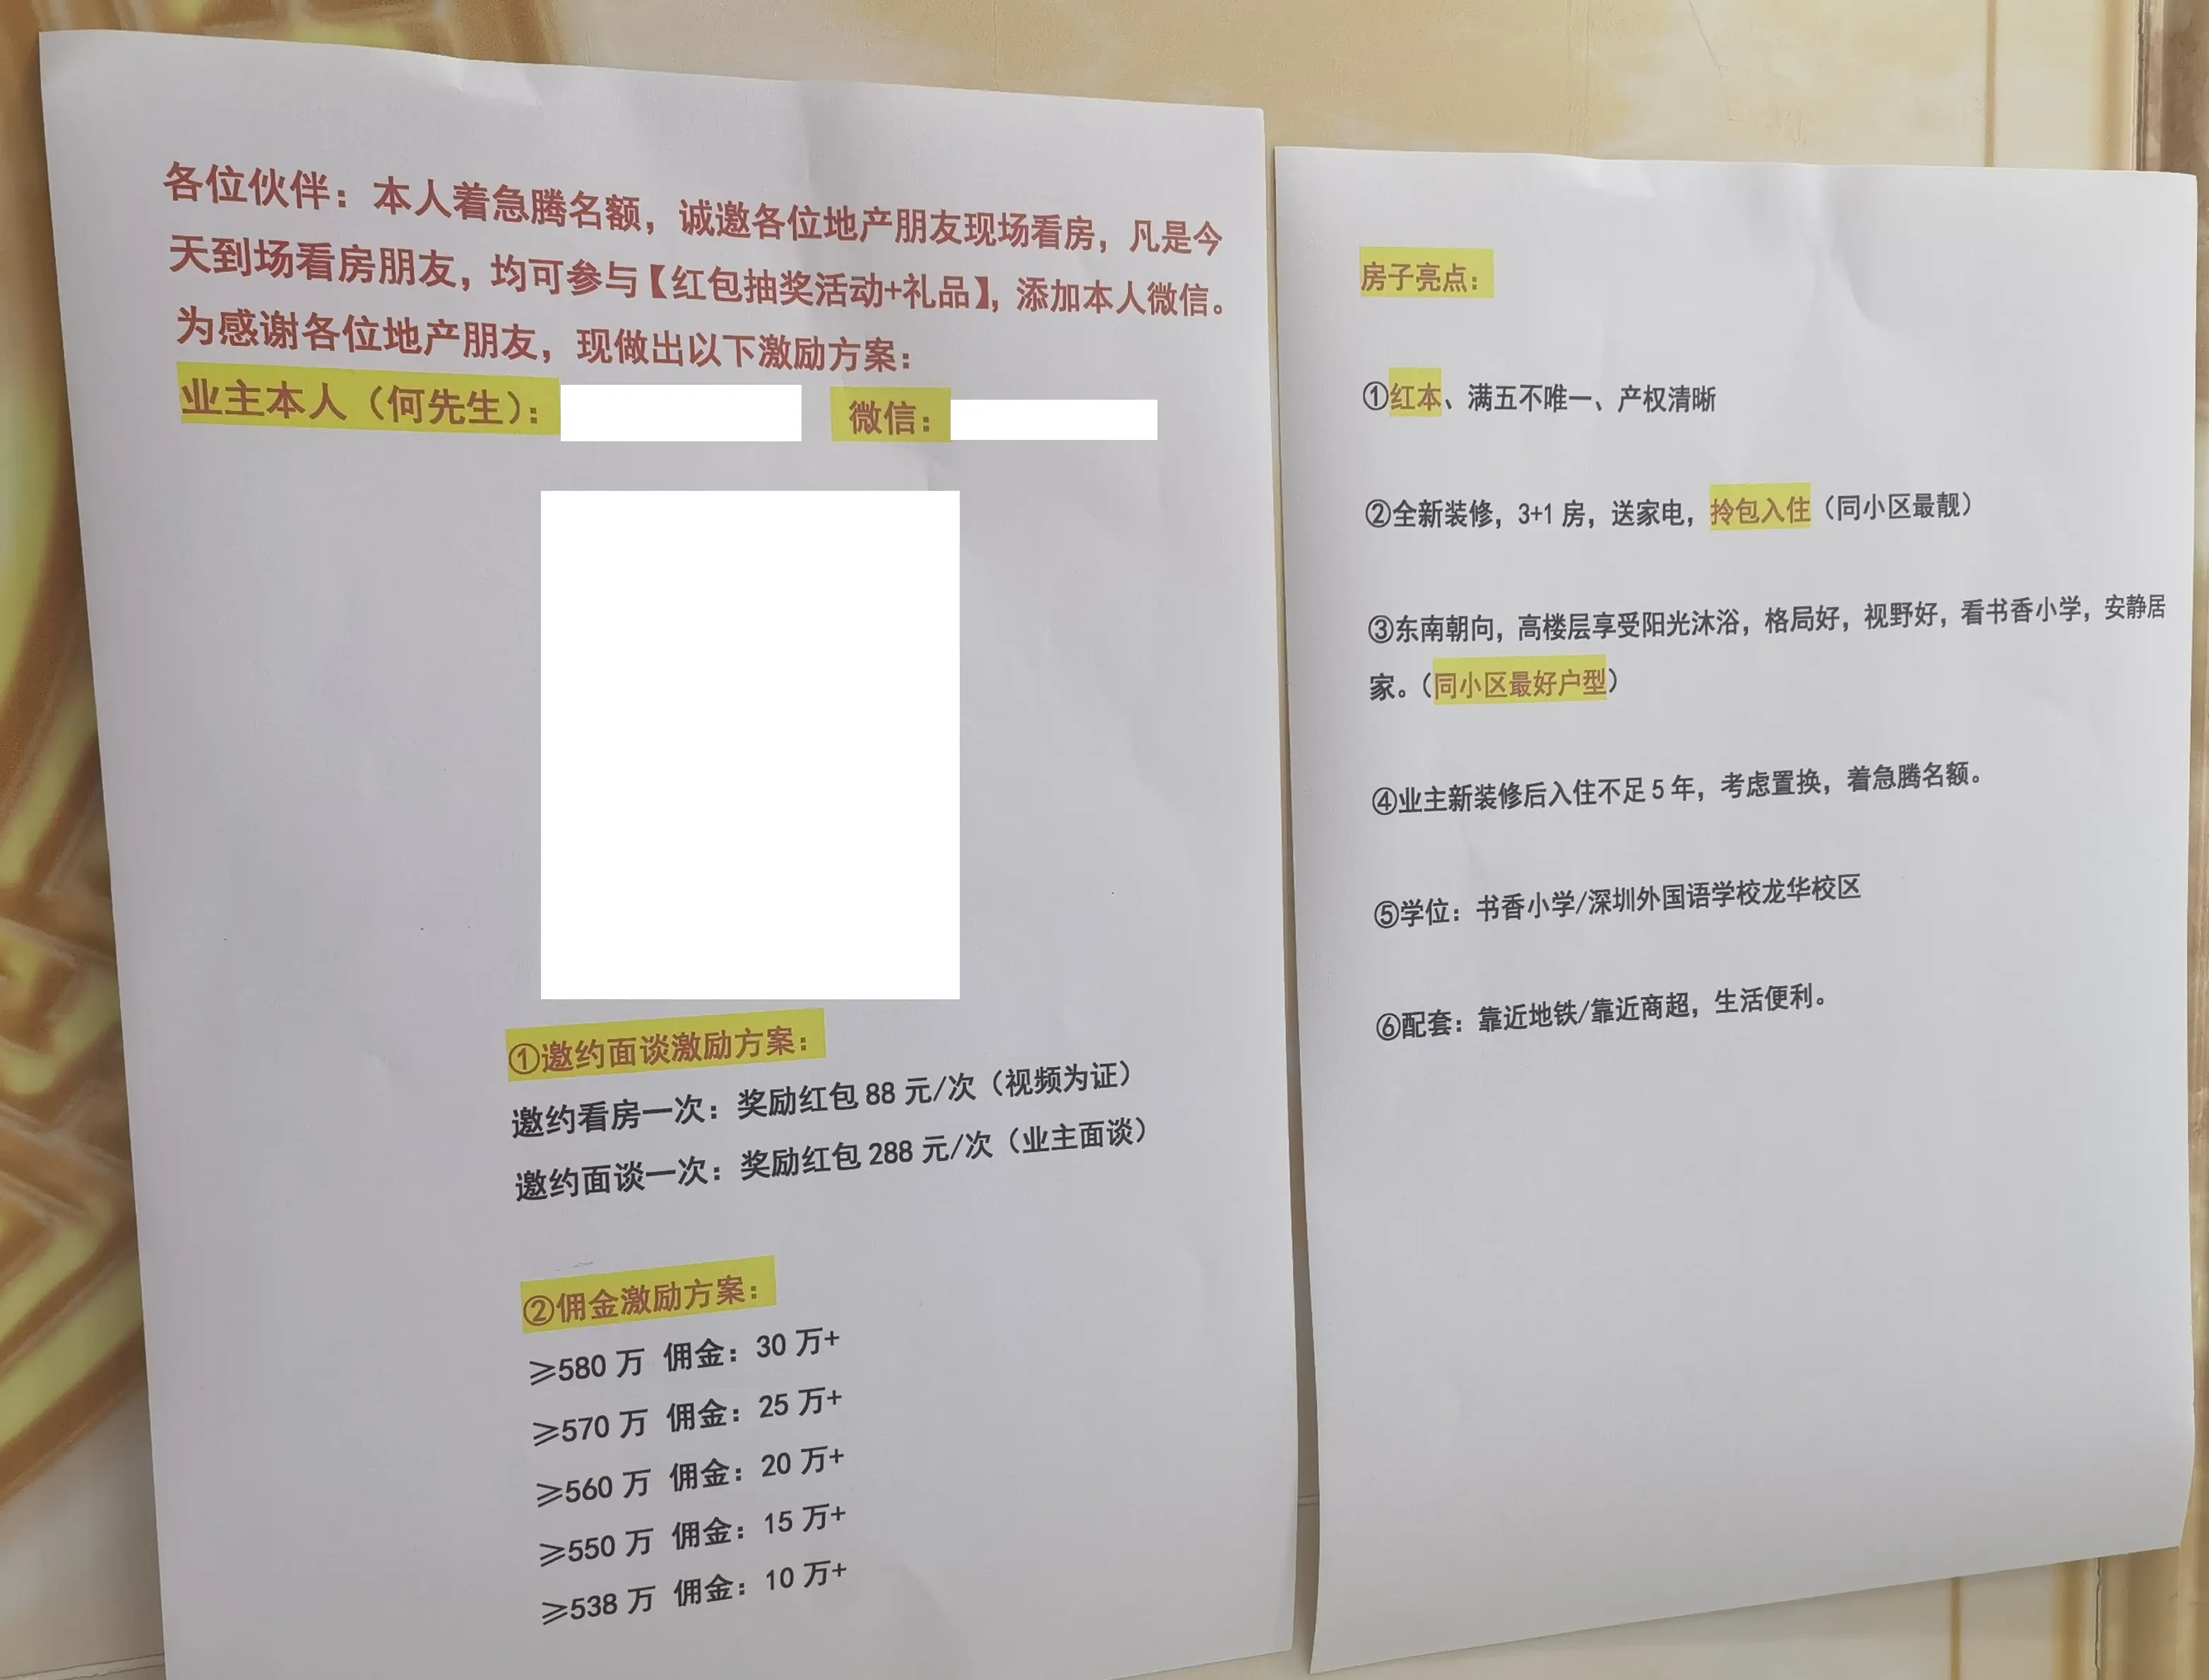 各位伙伴：本人着急腾名额，诚邀各位地产朋友现场看房，凡是今
天到场看房朋友，均可参与【红包抽奖活动+礼品】，添加本人微信。
为感谢各位地产朋友，现做出以下激励方案：
业主本人（何先生）： 微信：
①邀约面谈激励方案：
邀约看房一次：奖励红包 88 元/次（视频为证）
邀约面谈一次：奖励红包 288 元/次（业主面谈）
②佣金激励方案：
≥580 万 佣金：30 万+
≥570 万 佣金：25 万+
≥560 万 佣金：20 万+
≥550 万 佣金：15 万+
≥538 万 佣金：10 万+
房子亮点：
①红本、满五不唯一、产权清晰
②全新装修，3+1 房，送家电，拎包入住（同小区最靓）
③东南朝向，高楼层享受阳光沐浴，格局好，视野好，看书香小学，安静居
家。（同小区最好户型）
④业主新装修后入住不足 5 年，考虑置换，着急腾名额。
⑤学位：书香小学/深圳外国语学校龙华校区
⑥配套：靠近地铁/靠近商超，生活便利。